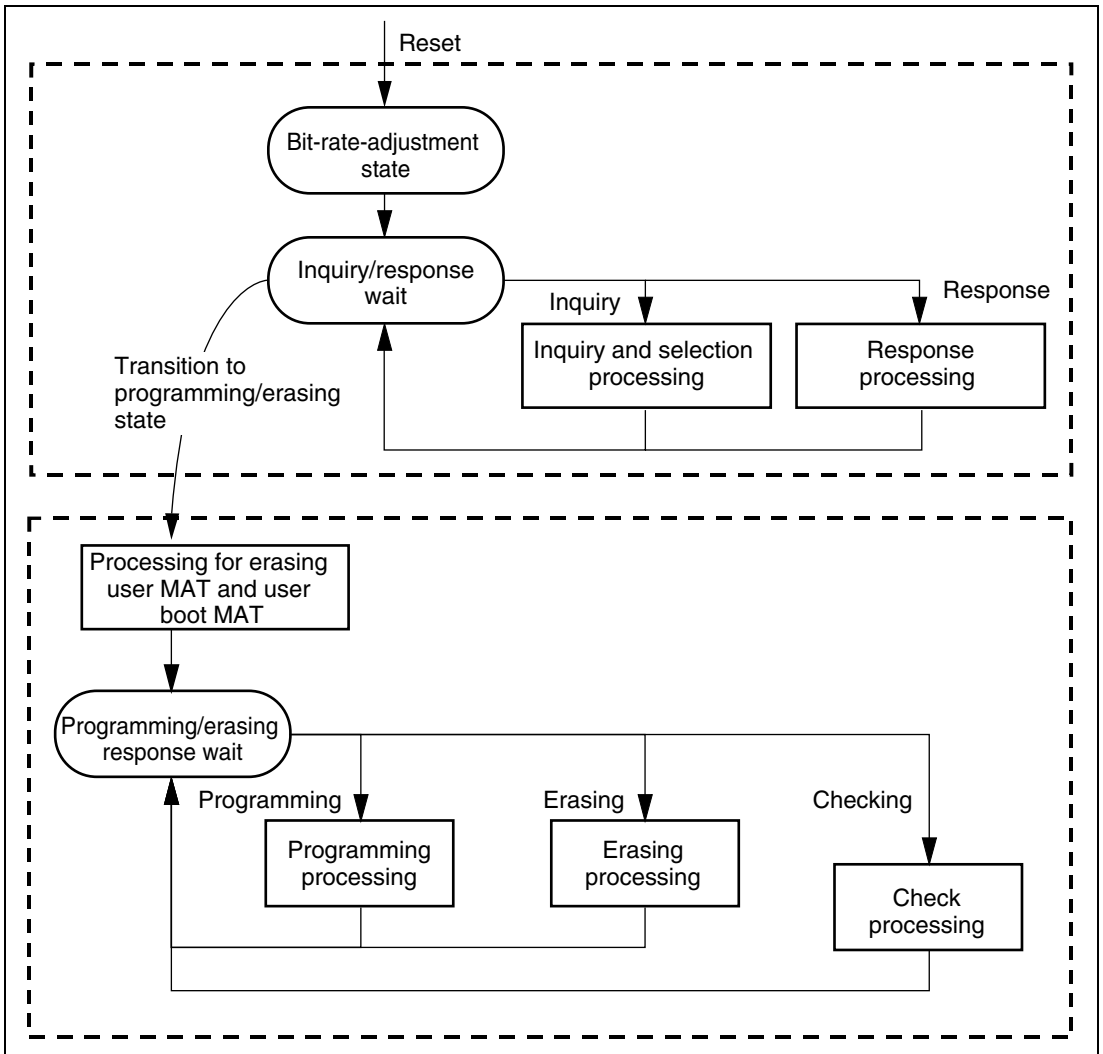 Reset
Bit-rate-adjustment
state
Inquiry/response
wait
Inquiry
Response
Inquiry and selection
processing
Response
processing
Transition to
programming/erasing
state
Processing for erasing
user MAT and user
boot MAT
Programming/erasing
response wait
Programming
Erasing
Checking
Programming
processing
Erasing
processing
Check
processing